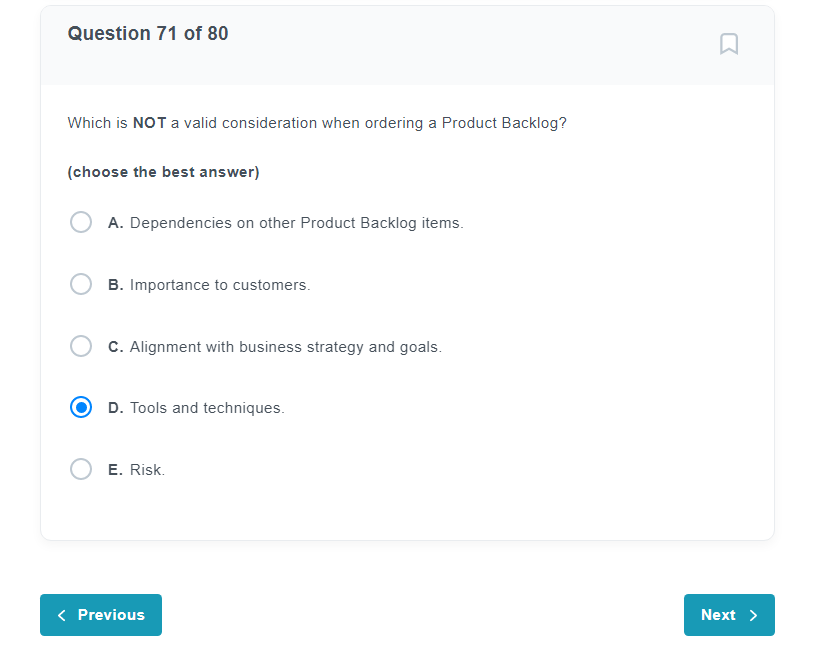 Question 71 of 80
Which is NOT a valid consideration when ordering a Product Backlog?
(choose the best answer)
A. Dependencies on other Product Backlog items.
B. Importance to customers.
C. Alignment with business strategy and goals.
D. Tools and techniques.
E. Risk.
Previous
Next